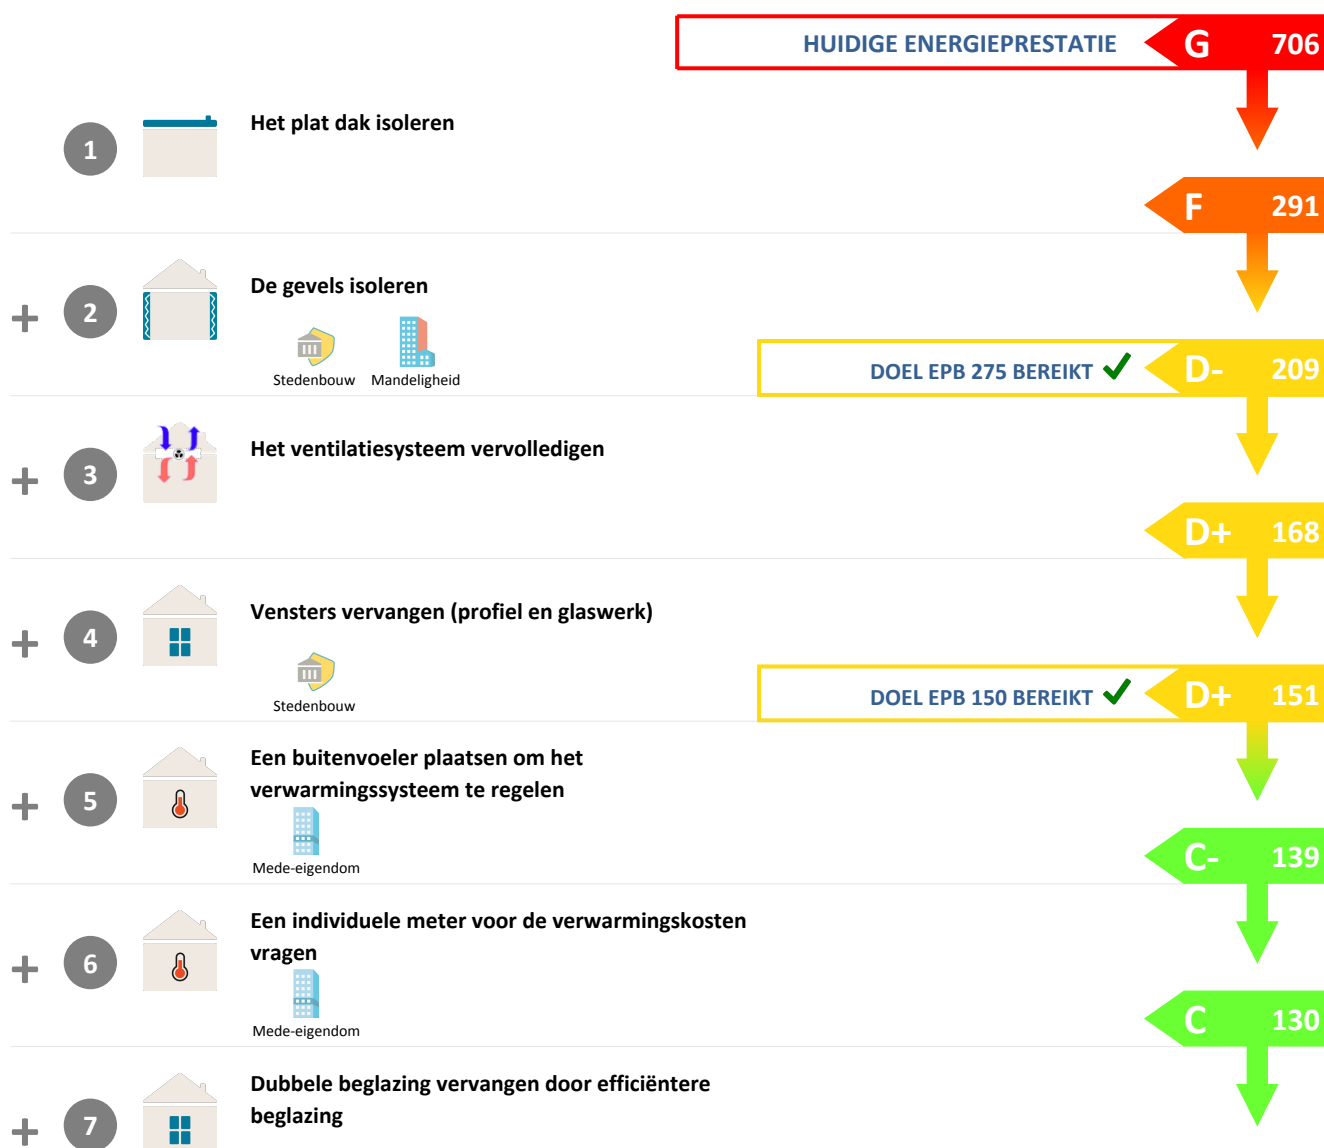 HUIDIGE ENERGIEPRESTATIE G 706
1 Het plat dak isoleren
F 291
+ 2 De gevels isoleren
Stedenbouw Mandeligheid
DOEL EPB 275 BEREIKT D- 209
+ 3 Het ventilatiesysteem vervolledigen
D+ 168
+ 4 Vensters vervangen (profiel en glaswerk)
Stedenbouw
DOEL EPB 150 BEREIKT D+ 151
+ 5 Een buitenvoeler plaatsen om het
verwarmingssysteem te regelen
Mede-eigendom
C- 139
+ 6 Een individuele meter voor de verwarmingskosten
vragen
Mede-eigendom
C 130
+ 7 Dubbele beglazing vervangen door efficiëntere
beglazing